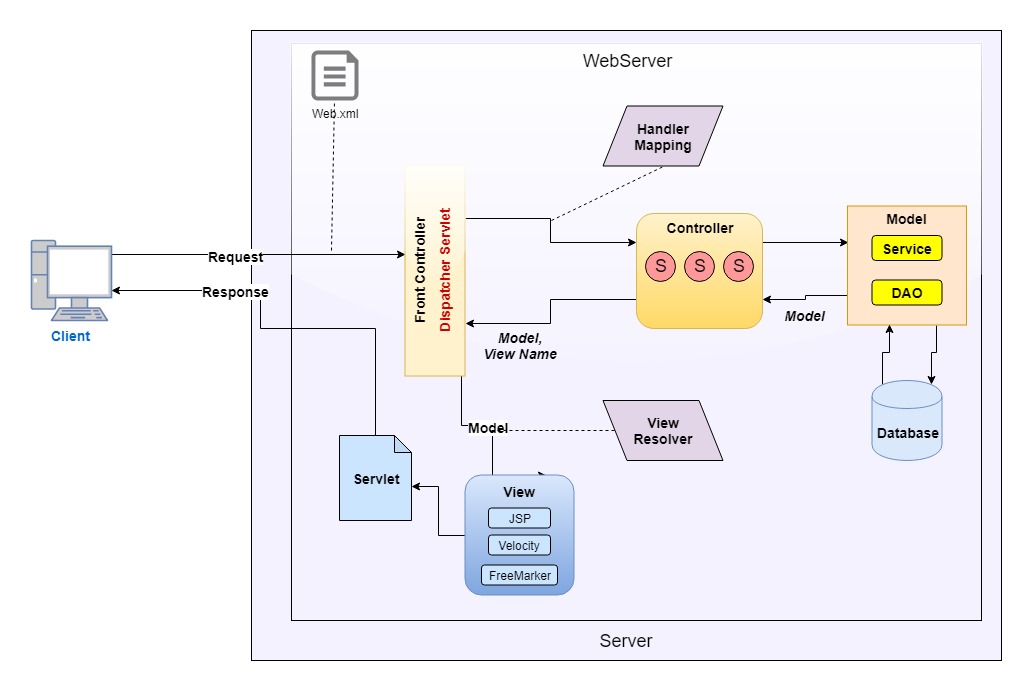 WebServer
Web.xml
Handler
Mapping
Front Controller
Dispatcher Servlet
Controller
S S S
Model
Service
DAO
Request
Response
Client
Model
Model,
View Name
Database
Model
View
Resolver
Servlet
View
JSP
Velocity
FreeMarker
Server